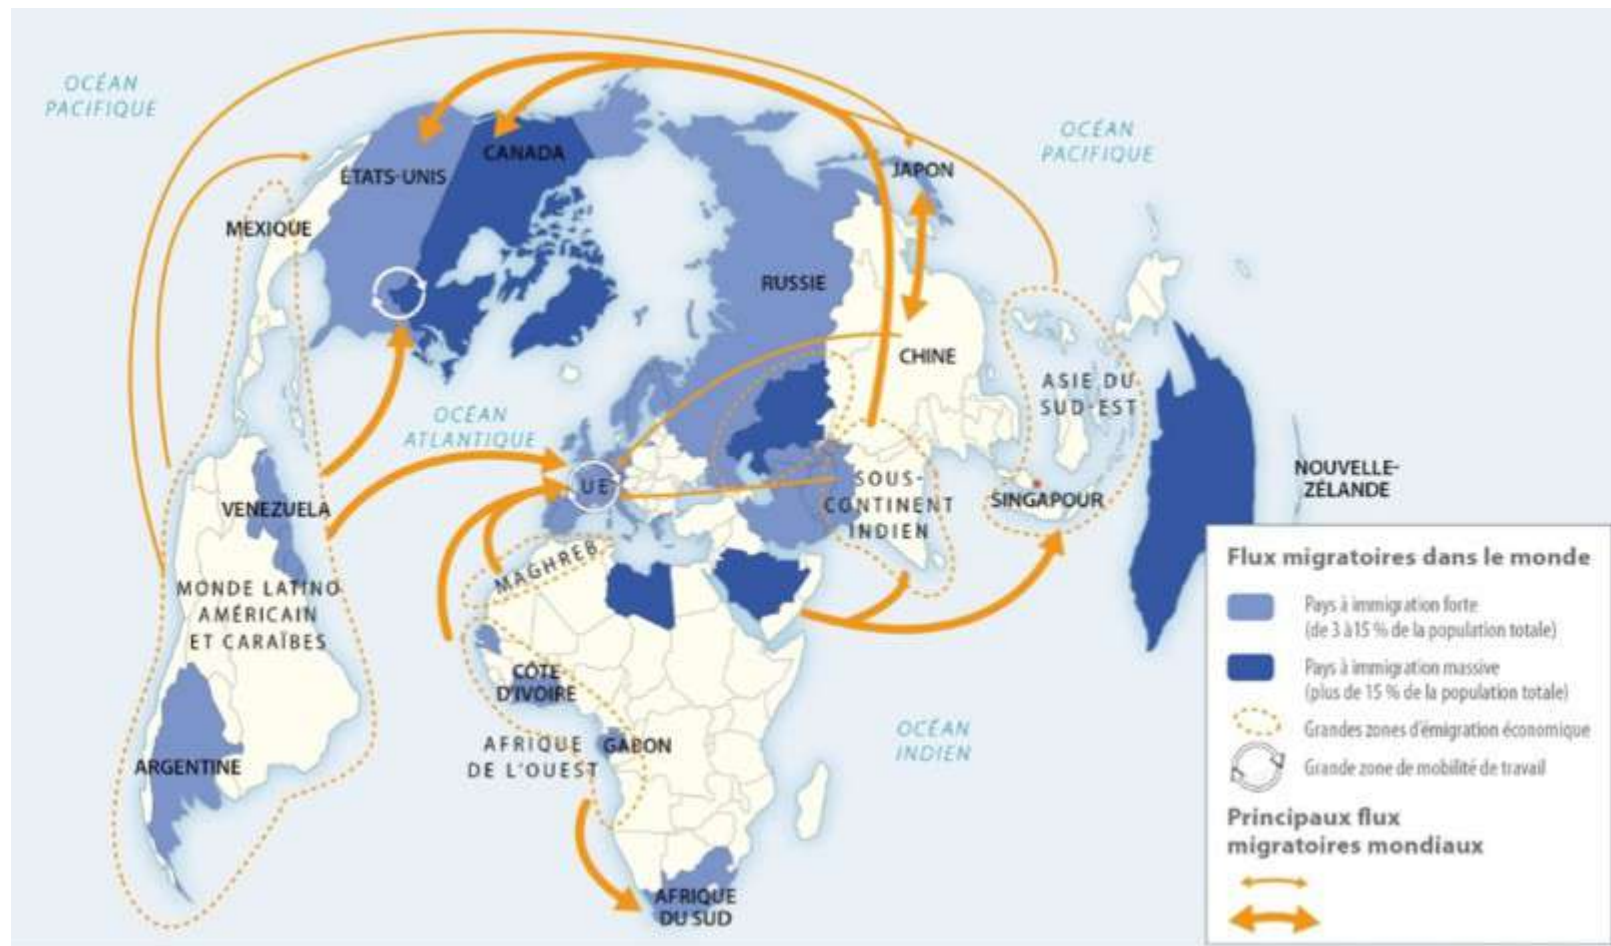 OCÉAN
PACIFIQUE
OCÉAN
PACIFIQUE
CANADA
ÉTATS-UNIS
JAPON
MEXIQUE
RUSSIE
CHINE
ASIE DU
SUD-EST
OCÉAN
ATLANTIQUE
UE
SOUS-
CONTINENT
INDIEN
SINGAPOUR
NOUVELLE-
ZÉLANDE
VENEZUELA
MAGHREB
MONDE LATINO
AMÉRICAIN
ET CARAÏBES
CÔTE
D'IVOIRE
AFRIQUE
DE L'OUEST
GABON
OCÉAN
INDIEN
ARGENTINE
AFRIQUE
DU SUD
Flux migratoires dans le monde
Pays à immigration forte
(de 3 à15 % de la population totale)
Pays à immigration massive
(plus de 15 % de la population totale)
Grandes zones d'émigration économique
Grande zone de mobilité de travail
Principaux flux
migratoires mondiaux